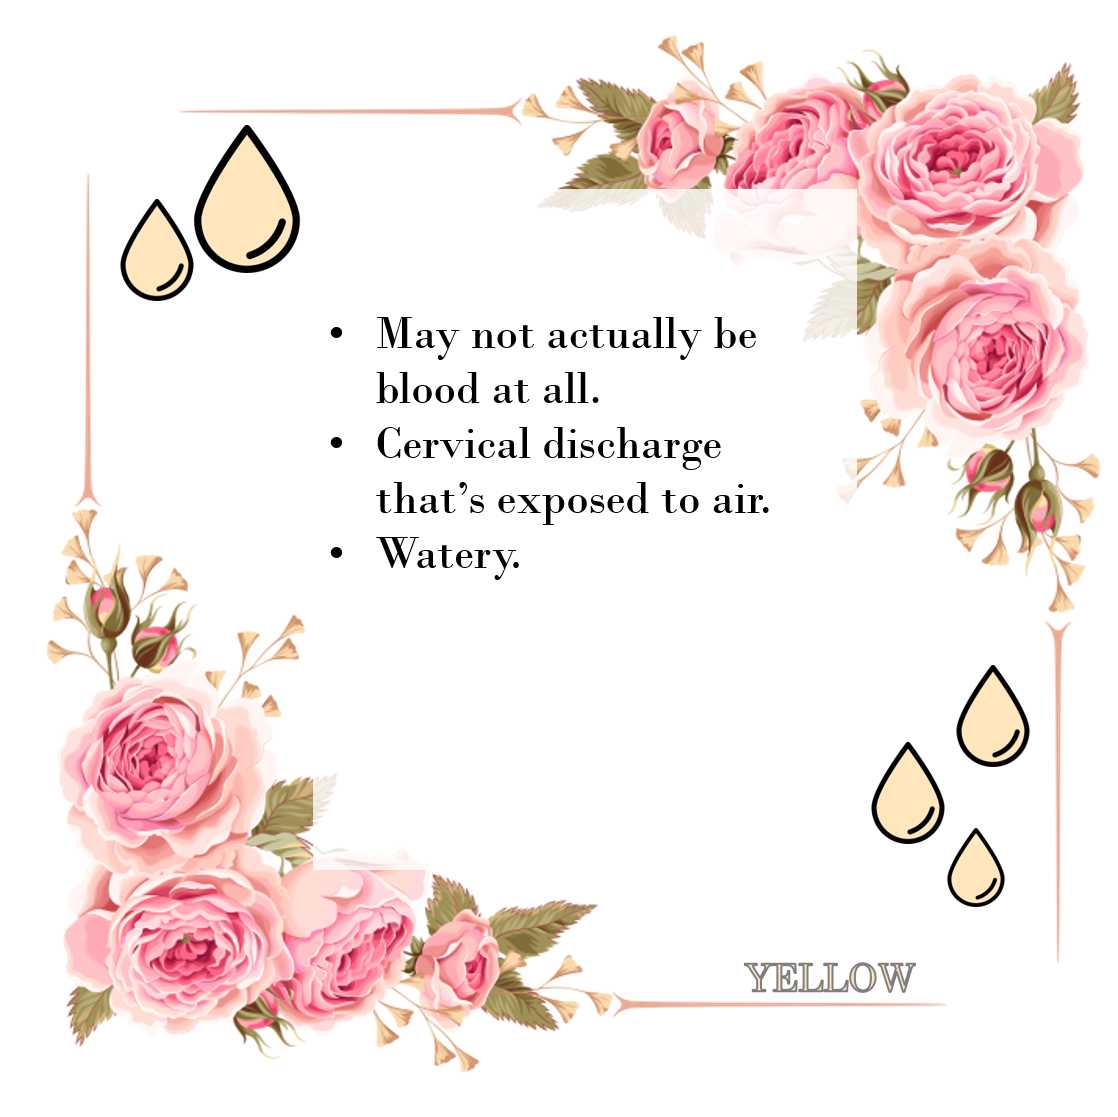 • May not actually be
blood at all.
• Cervical discharge
that’s exposed to air.
• Watery.
YELLOW